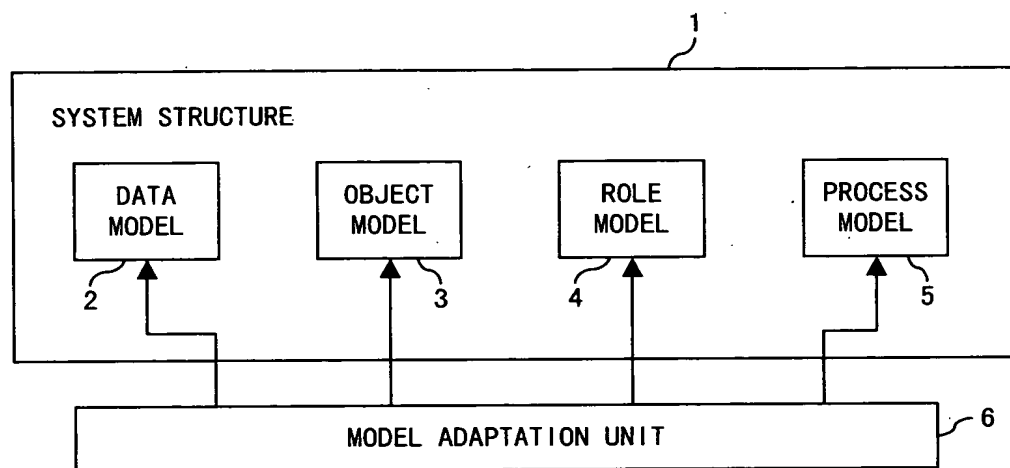 1
SYSTEM STRUCTURE
DATA
MODEL
OBJECT
MODEL
ROLE
MODEL
PROCESS
MODEL
2
3
4
5
MODEL ADAPTATION UNIT
6